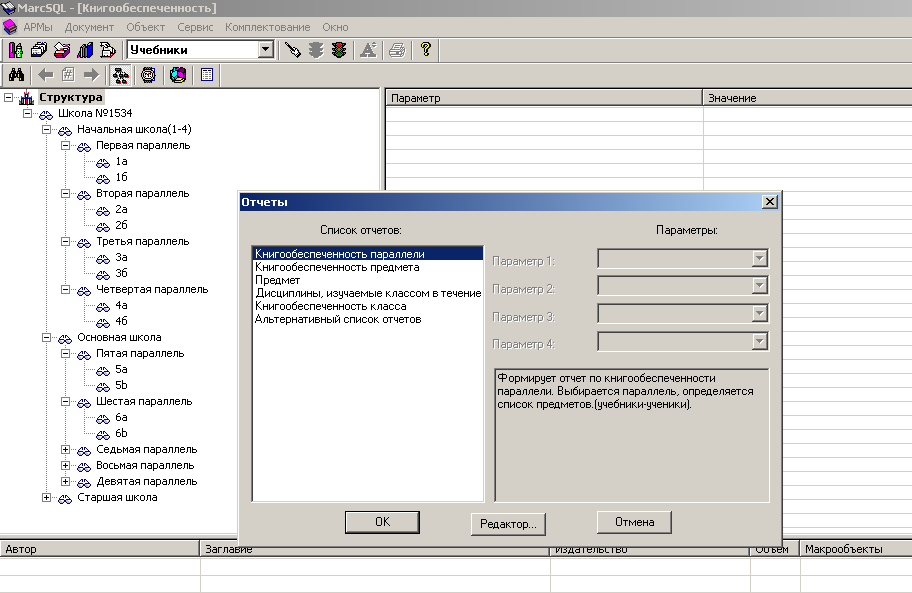 MarcSQL - [Книгообеспеченность]
АРМы Документ Объект Сервис Комплектование Окно
Учебники
Структура
Школа №1534
Начальная школа(1-4)
Первая параллель
1а
1б
Вторая параллель
2а
2б
Третья параллель
3а
3б
Четвертая параллель
4а
4б
Основная школа
Пятая параллель
5а
5b
Шестая параллель
6а
6b
Седьмая параллель
Восьмая параллель
Девятая параллель
Старшая школа
Параметр Значение
Отчеты
Список отчетов:
Книгообеспеченность параллели
Книгообеспеченность предмета
Предмет
Дисциплины, изучаемые классом в течение
Книгообеспеченность класса
Альтернативный список отчетов
Параметры:
Параметр 1:
Параметр 2:
Параметр 3:
Параметр 4:
Формирует отчет по книгообеспеченности
параллели. Выбирается параллель, определяется
список предметов.(учебники-ученики).
OK Редактор... Отмена
Автор Заглавие Издательство Объем Макрообъекты